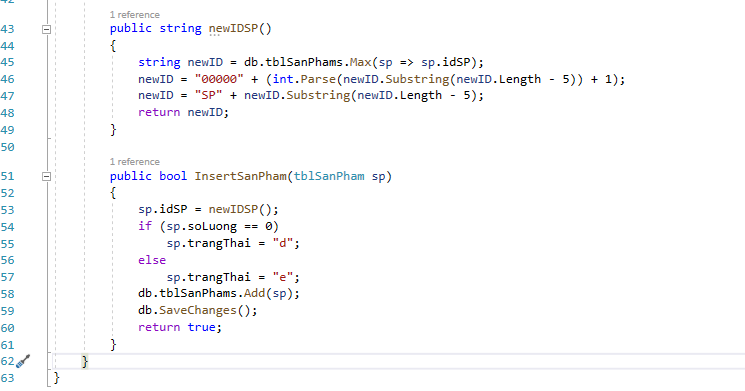 42
1 reference
43 public string newIDSP()
44 {
45 string newID = db.tblSanPhams.Max(sp => sp.idSP);
46 newID = "00000" + (int.Parse(newID.Substring(newID.Length - 5)) + 1);
47 newID = "SP" + newID.Substring(newID.Length - 5);
48 return newID;
49 }
50
1 reference
51 public bool InsertSanPham(tblSanPham sp)
52 {
53 sp.idSP = newIDSP();
54 if (sp.soLuong == 0)
55 sp.trangThai = "d";
56 else
57 sp.trangThai = "e";
58 db.tblSanPhams.Add(sp);
59 db.SaveChanges();
60 return true;
61 }
62 }
63 }